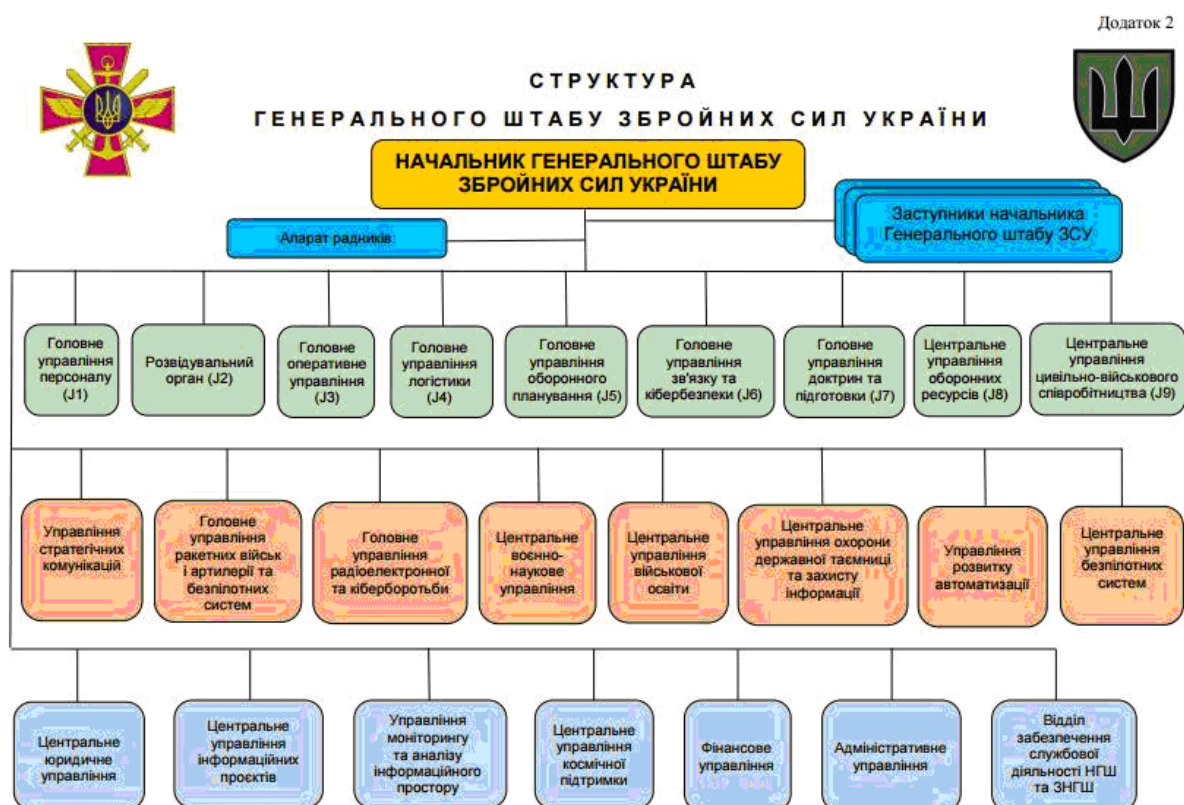 Додаток 2
СТРУКТУРА
ГЕНЕРАЛЬНОГО ШТАБУ ЗБРОЙНИХ СИЛ УКРАЇНИ
НАЧАЛЬНИК ГЕНЕРАЛЬНОГО ШТАБУ
ЗБРОЙНИХ СИЛ УКРАЇНИ
Апарат радників
Заступники начальника
Генерального штабу ЗСУ
Головне
управління
персоналу
(J1)
Розвідувальний
орган (J2)
Головне
оперативне
управління
(J3)
Головне
управління
логістики
(J4)
Головне
управління
оборонного
планування (J5)
Головне
управління
зв'язку та
кібербезпеки (J6)
Головне
управління
доктрин та
підготовки (J7)
Центральне
управління
оборонних
ресурсів (J8)
Центральне
управління
цивільно-військового
співробітництва (J9)
Управління
стратегічних
комунікацій
Головне
управління
ракетних військ
і артилерії та
безпілотних
систем
Головне
управління
радіоелектронної
та кіберборотьби
Центральне
воєнно-
наукове
управління
Центральне
управління
військової
освіти
Центральне
управління охорони
державної таємниці
та захисту
інформації
Управління
розвитку
автоматизації
Центральне
управління
безпілотних
систем
Центральне
юридичне
управління
Центральне
управління
інформаційних
проєктів
Управління
моніторингу
та аналізу
інформаційного
простору
Центральне
управління
космічної
підтримки
Фінансове
управління
Адміністративне
управління
Відділ
забезпечення
службової
діяльності НГШ
та ЗНГШ